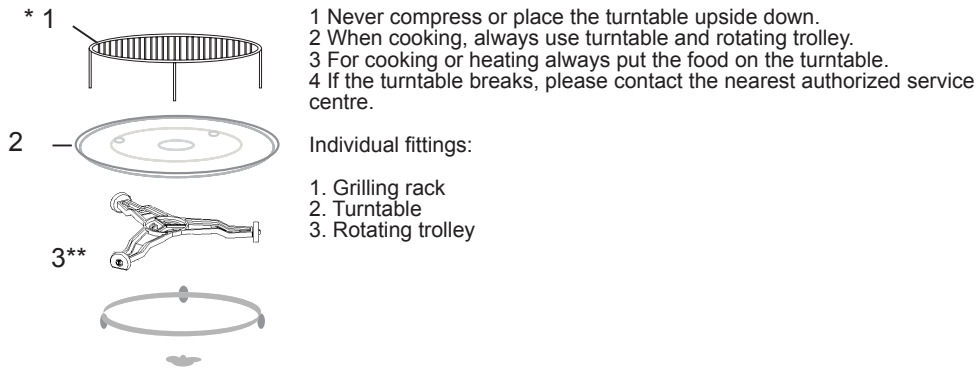 * 1
2
3**
1 Never compress or place the turntable upside down.
2 When cooking, always use turntable and rotating trolley.
3 For cooking or heating always put the food on the turntable.
4 If the turntable breaks, please contact the nearest authorized service
centre.
Individual fittings:
1. Grilling rack
2. Turntable
3. Rotating trolley